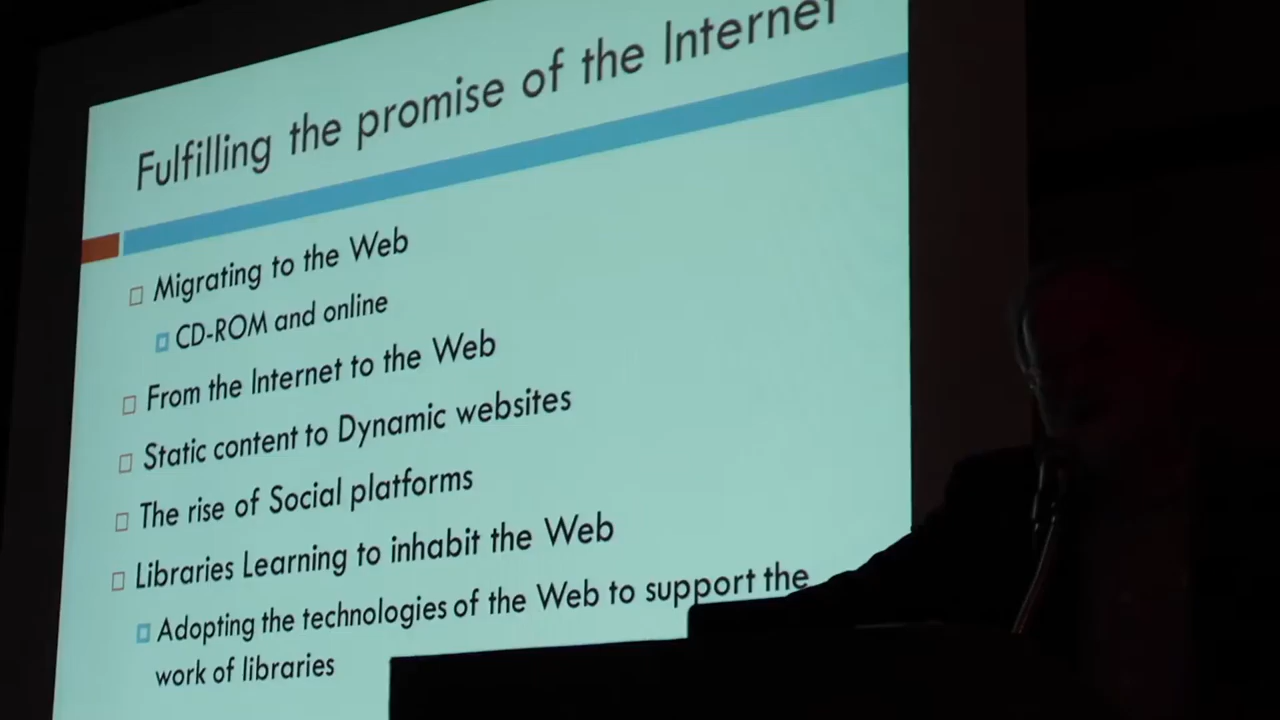 Fulfilling the promise of the Internet
Migrating to the Web
CD-ROM and online
From the Internet to the Web
Static content to Dynamic websites
The rise of Social platforms
Libraries Learning to inhabit the Web
Adopting the technologies of the Web to support the
work of libraries